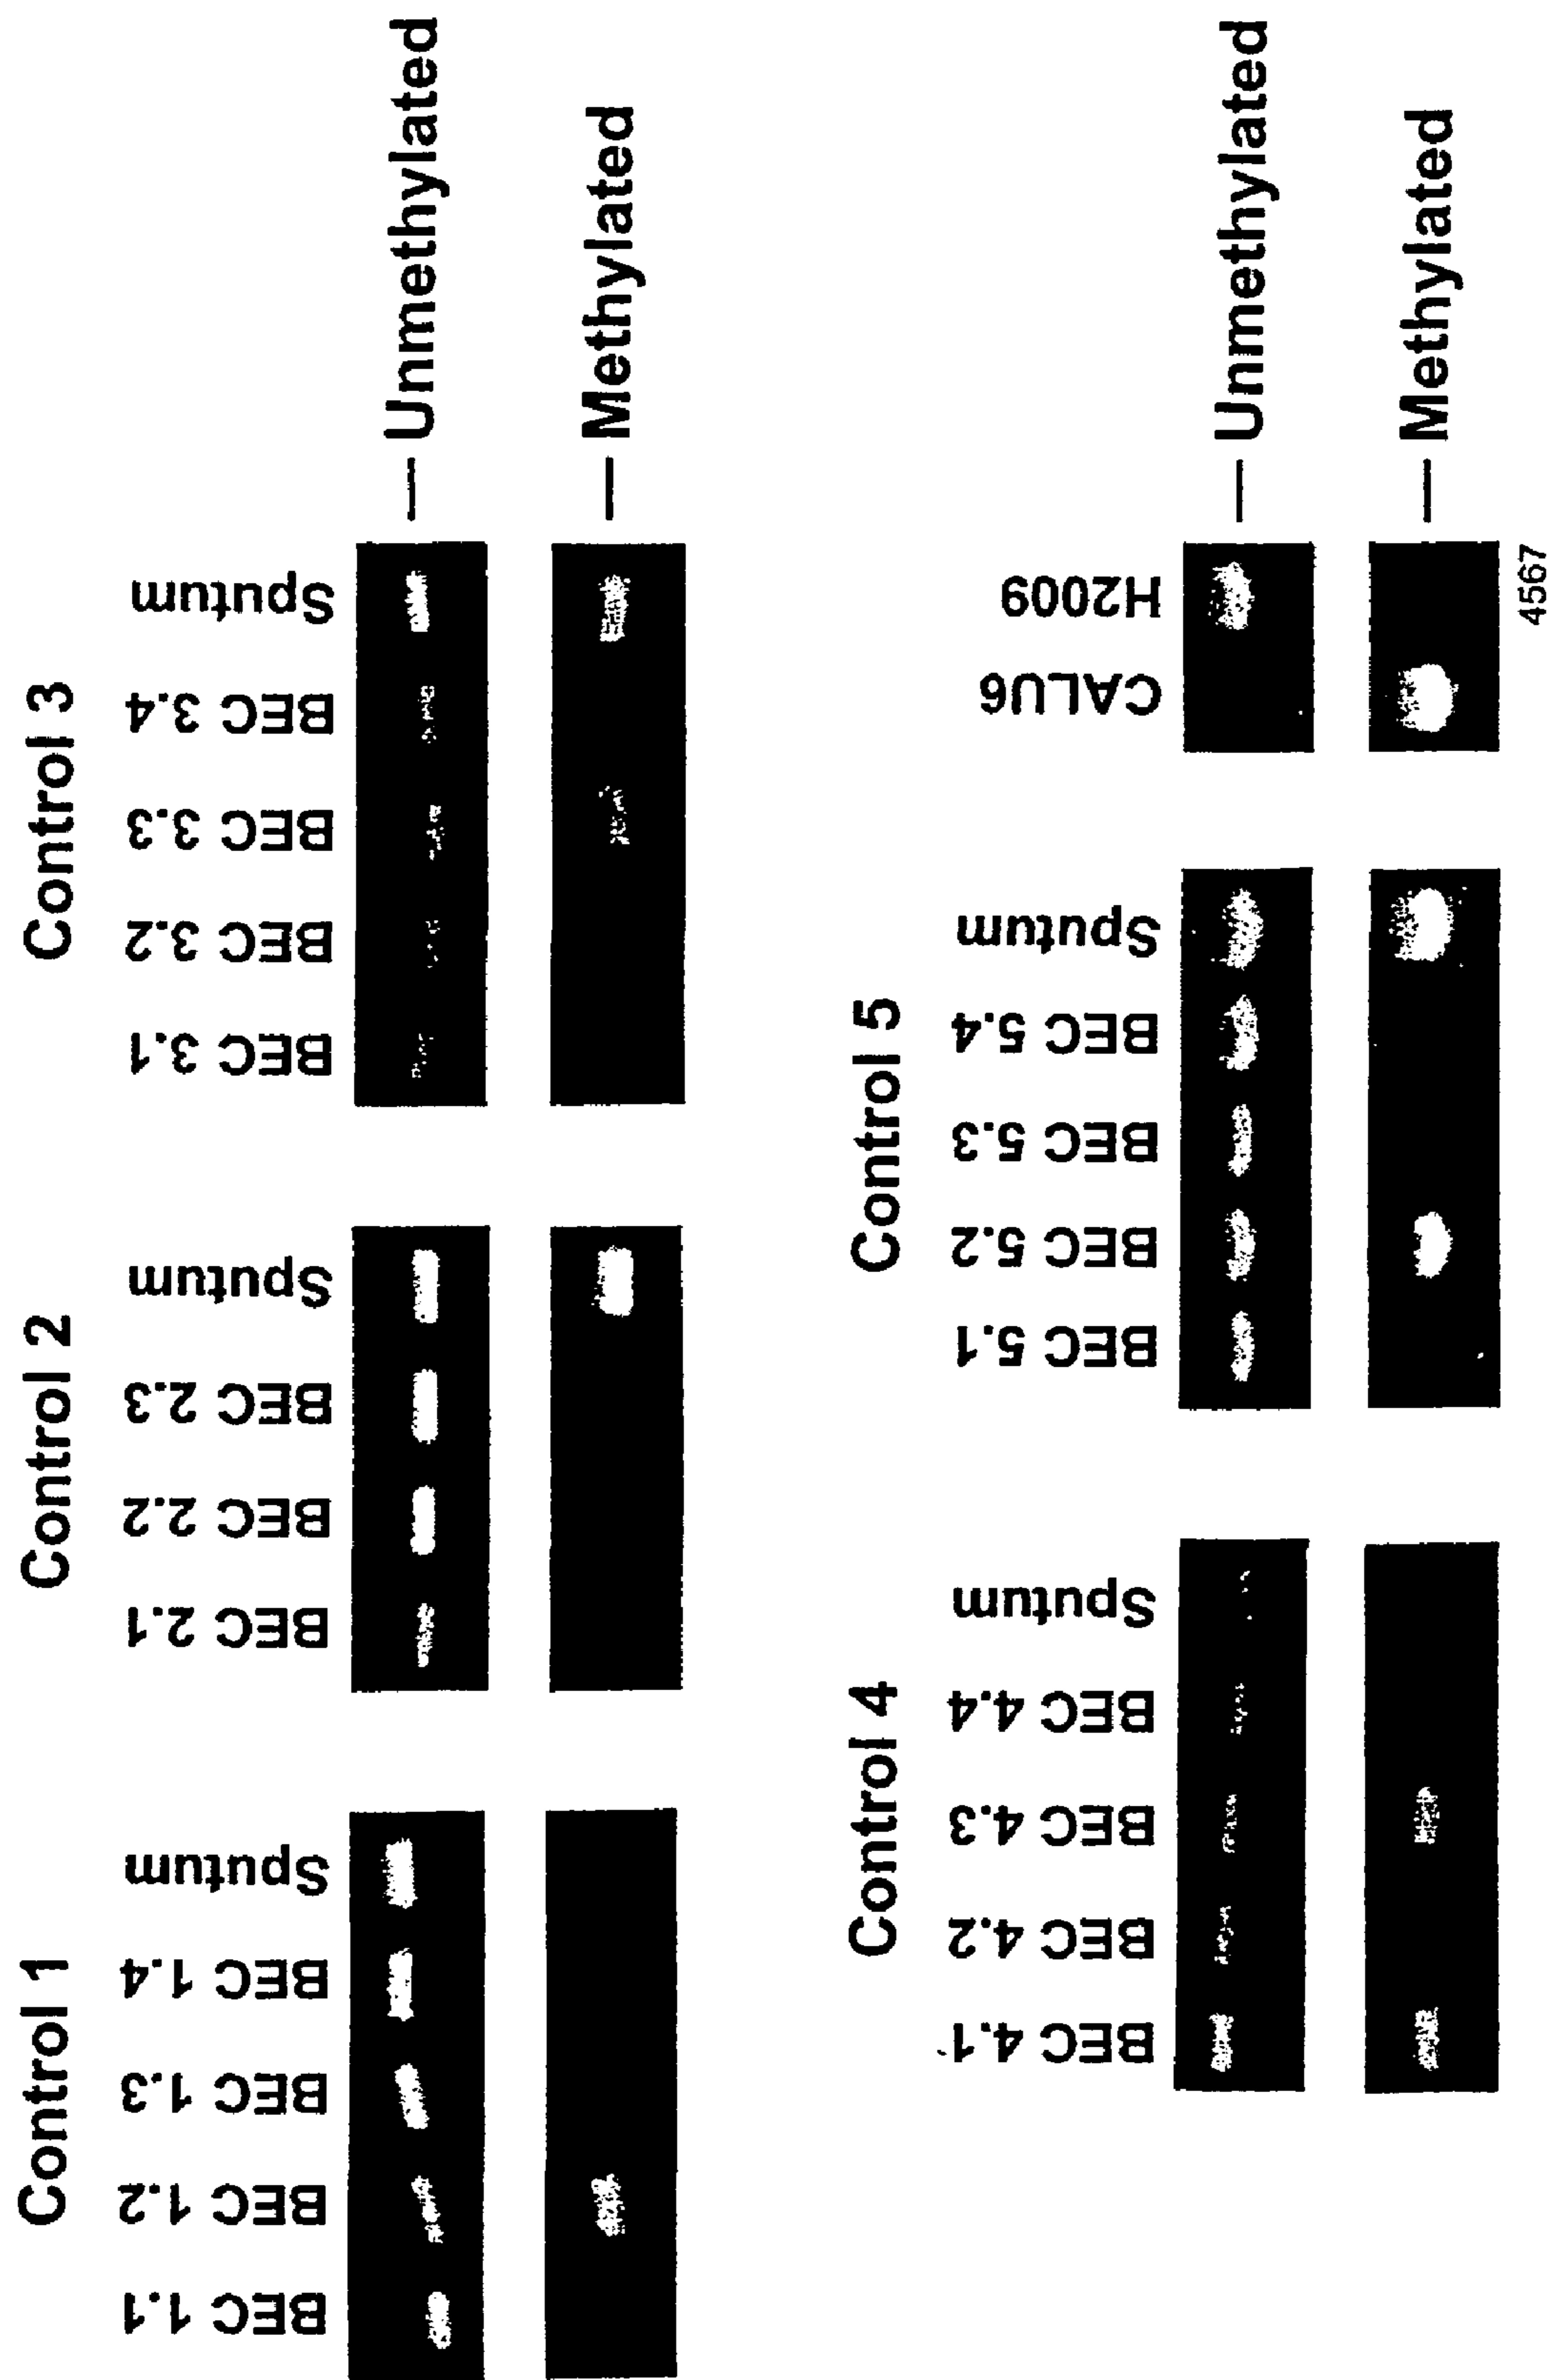 Control 1
BEC 1.1
BEC 1.2
BEC 1.3
BEC 1.4
Sputum
Control 2
BEC 2.1
BEC 2.2
BEC 2.3
Sputum
Control 3
BEC 3.1
BEC 3.2
BEC 3.3
BEC 3.4
Sputum
Unmethylated
Methylated
Control 4
BEC 4.1
BEC 4.2
BEC 4.3
BEC 4.4
Sputum
Control 5
BEC 5.1
BEC 5.2
BEC 5.3
BEC 5.4
Sputum
CALU6
H2009
Unmethylated
Methylated
4567